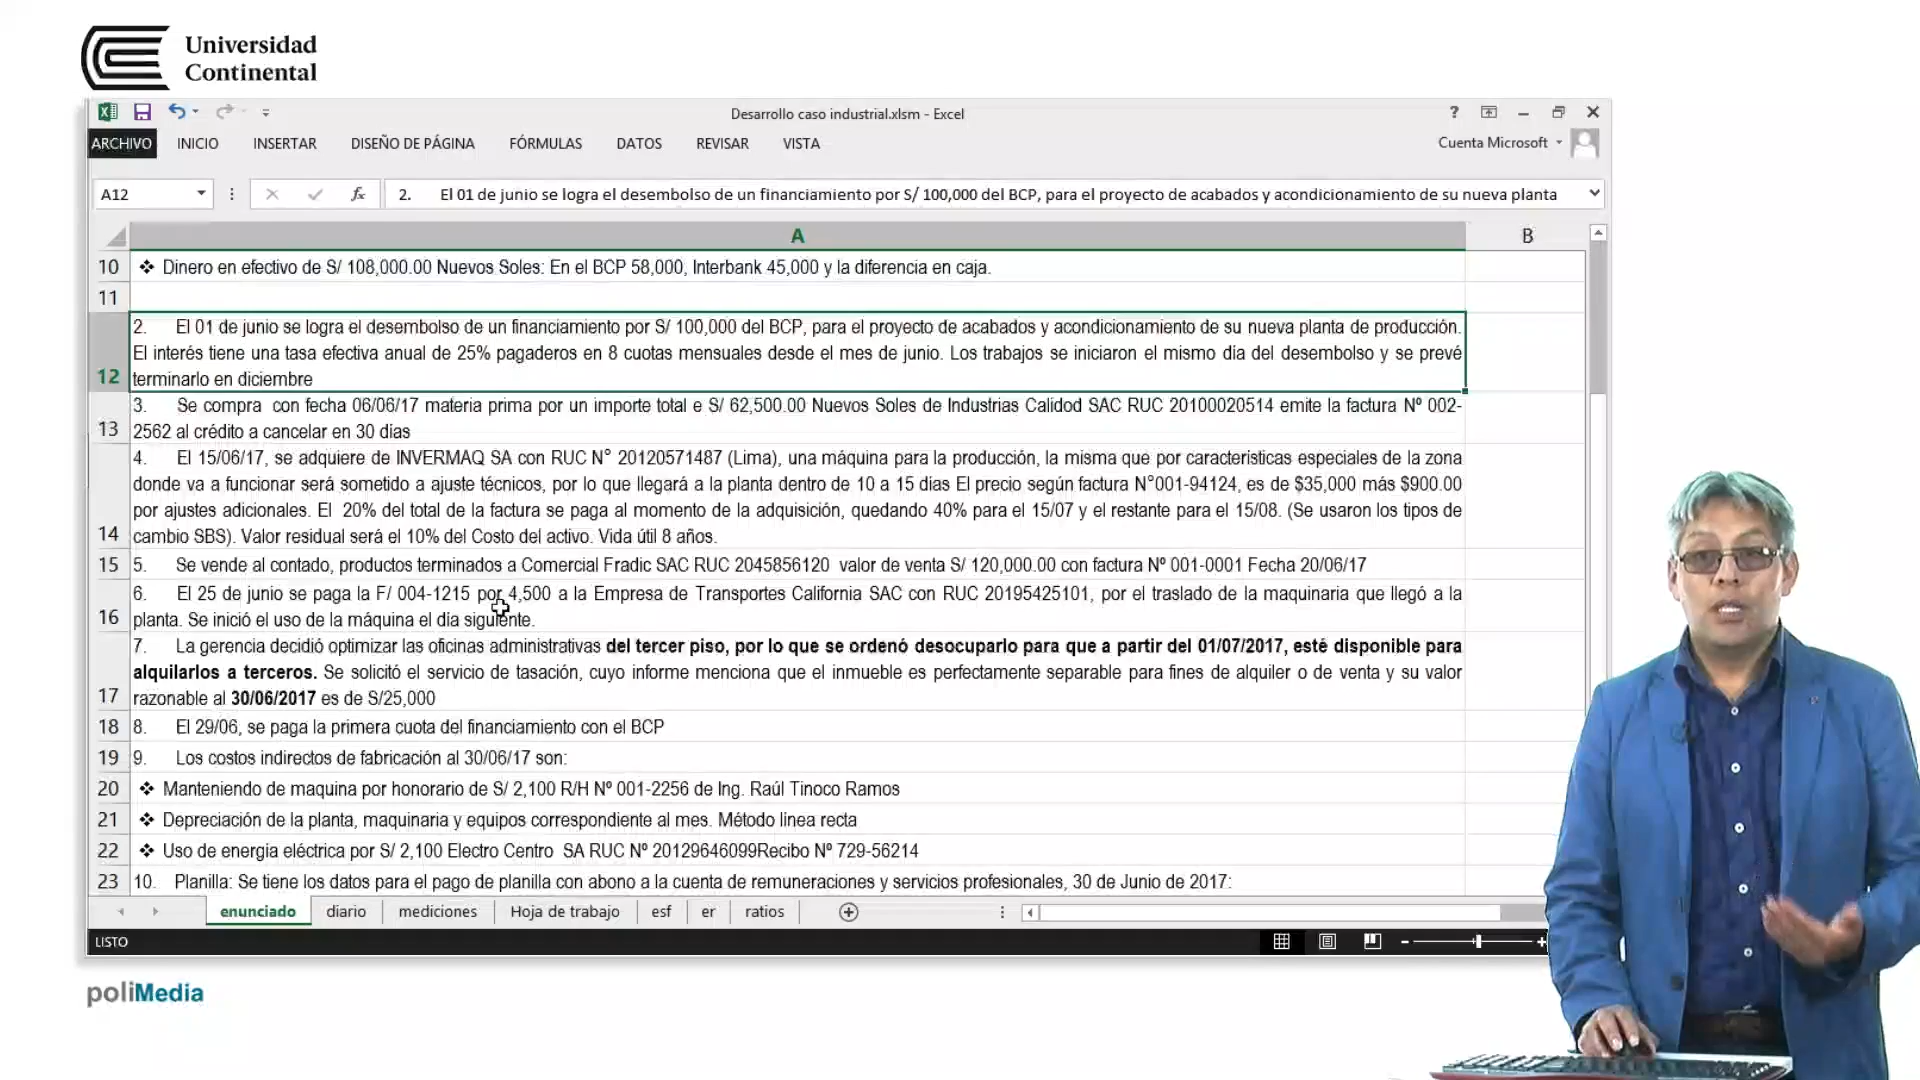 Universidad
Continental
Desarrollo caso industrial.xlsm - Excel
?
ARCHIVO INICIO INSERTAR DISEÑO DE PÁGINA FÓRMULAS DATOS REVISAR VISTA Cuenta Microsoft
A12 fx 2. El 01 de junio se logra el desembolso de un financiamiento por S/ 100,000 del BCP, para el proyecto de acabados y acondicionamiento de su nueva planta
A B
10 ❖ Dinero en efectivo de S/ 108,000.00 Nuevos Soles: En el BCP 58,000, Interbank 45,000 y la diferencia en caja.
11
2. El 01 de junio se logra el desembolso de un financiamiento por S/ 100,000 del BCP, para el proyecto de acabados y acondicionamiento de su nueva planta de producción.
El interés tiene una tasa efectiva anual de 25% pagaderos en 8 cuotas mensuales desde el mes de junio. Los trabajos se iniciaron el mismo día del desembolso y se prevé
12 terminarlo en diciembre
3. Se compra con fecha 06/06/17 materia prima por un importe total e S/ 62,500.00 Nuevos Soles de Industrias Calidod SAC RUC 20100020514 emite la factura Nº 002-
13 2562 al crédito a cancelar en 30 días
4. El 15/06/17, se adquiere de INVERMAQ SA con RUC N° 20120571487 (Lima), una máquina para la producción, la misma que por características especiales de la zona
donde va a funcionar será sometido a ajuste técnicos, por lo que llegará a la planta dentro de 10 a 15 días El precio según factura N°001-94124, es de $35,000 más $900.00
por ajustes adicionales. El 20% del total de la factura se paga al momento de la adquisición, quedando 40% para el 15/07 y el restante para el 15/08. (Se usaron los tipos de
14 cambio SBS). Valor residual será el 10% del Costo del activo. Vida útil 8 años.
15 5. Se vende al contado, productos terminados a Comercial Fradic SAC RUC 2045856120 valor de venta S/ 120,000.00 con factura Nº 001-0001 Fecha 20/06/17
6. El 25 de junio se paga la F/ 004-1215 por 4,500 a la Empresa de Transportes California SAC con RUC 20195425101, por el traslado de la maquinaria que llegó a la
16 planta. Se inició el uso de la máquina el día siguiente.
7. La gerencia decidió optimizar las oficinas administrativas del tercer piso, por lo que se ordenó desocuparlo para que a partir del 01/07/2017, esté disponible para
alquilarlos a terceros. Se solicitó el servicio de tasación, cuyo informe menciona que el inmueble es perfectamente separable para fines de alquiler o de venta y su valor
17 razonable al 30/06/2017 es de S/25,000
18 8. El 29/06, se paga la primera cuota del financiamiento con el BCP
19 9. Los costos indirectos de fabricación al 30/06/17 son:
20 ❖ Manteniendo de maquina por honorario de S/ 2,100 R/H Nº 001-2256 de Ing. Raúl Tinoco Ramos
21 ❖ Depreciación de la planta, maquinaria y equipos correspondiente al mes. Método línea recta
22 ❖ Uso de energía eléctrica por S/ 2,100 Electro Centro SA RUC Nº 20129646099Recibo Nº 729-56214
23 10. Planilla: Se tiene los datos para el pago de planilla con abono a la cuenta de remuneraciones y servicios profesionales, 30 de Junio de 2017:
enunciado diario mediciones Hoja de trabajo esf er ratios
LISTO
poliMedia